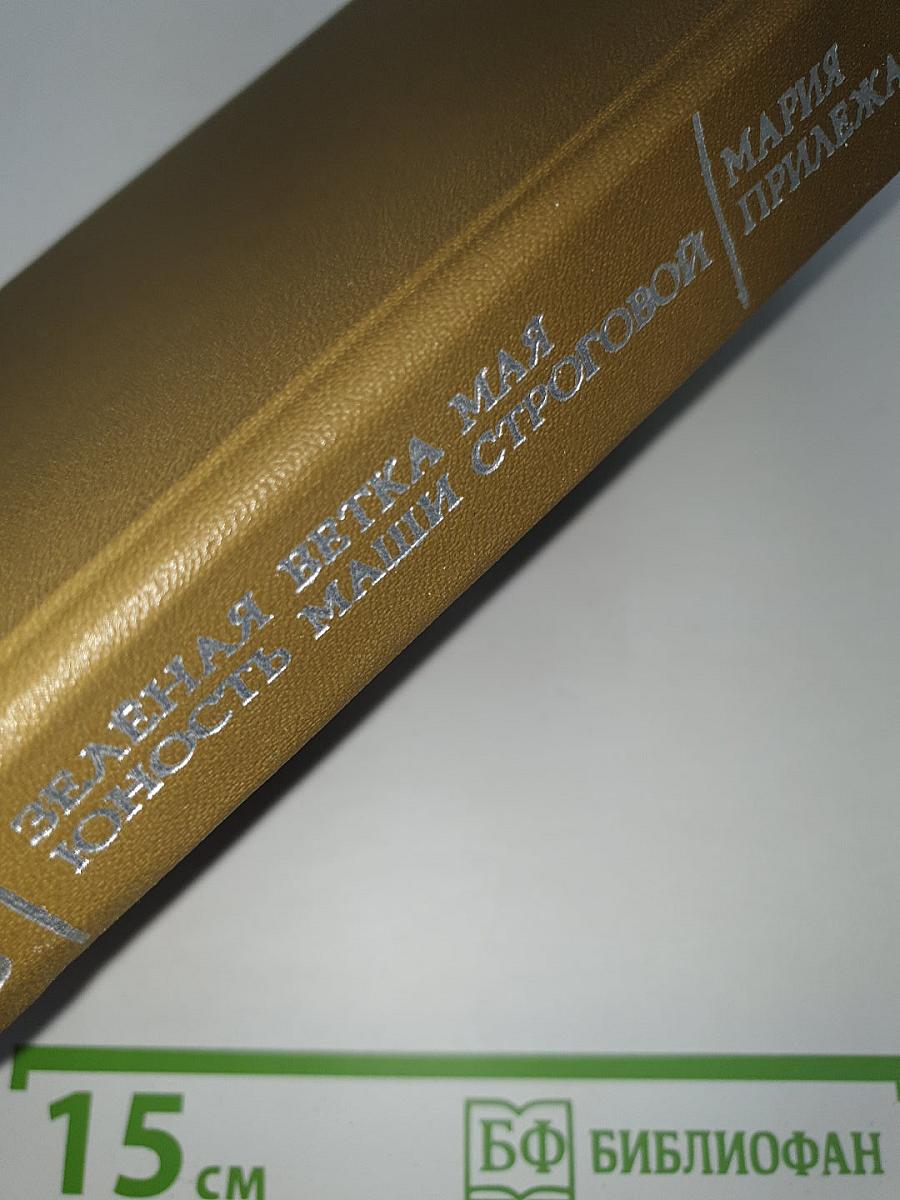 МАРИЯ
ПРИЛЕЖА
ЗЕЛЕНАЯ ВЕТКА МАЯ
ЮНОСТЬ МАШИ СТРОГОВОЙ
15 см
БФ БИБЛИОФАН